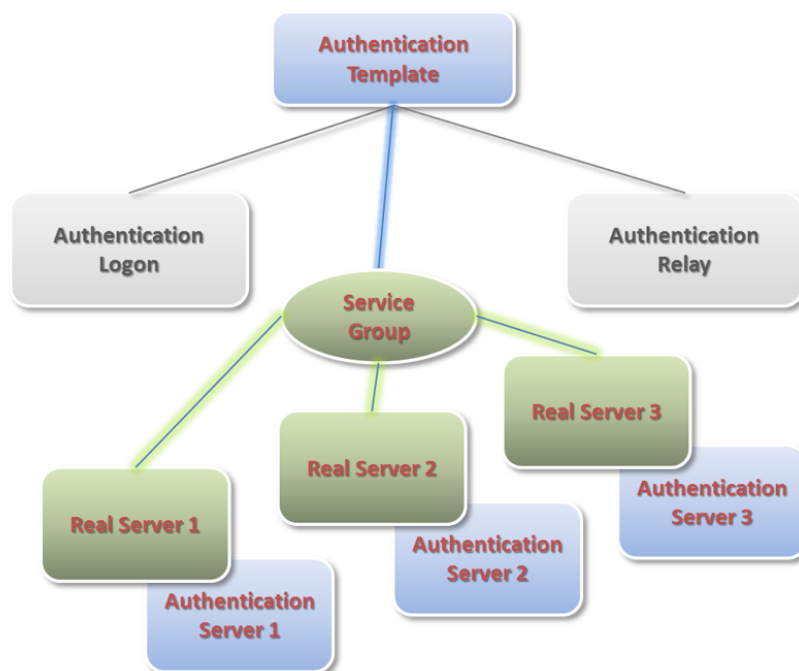 Authentication
Template
Authentication
Logon
Authentication
Relay
Service
Group
Real Server 3
Real Server 2
Authentication
Server 3
Real Server 1
Authentication
Server 2
Authentication
Server 1